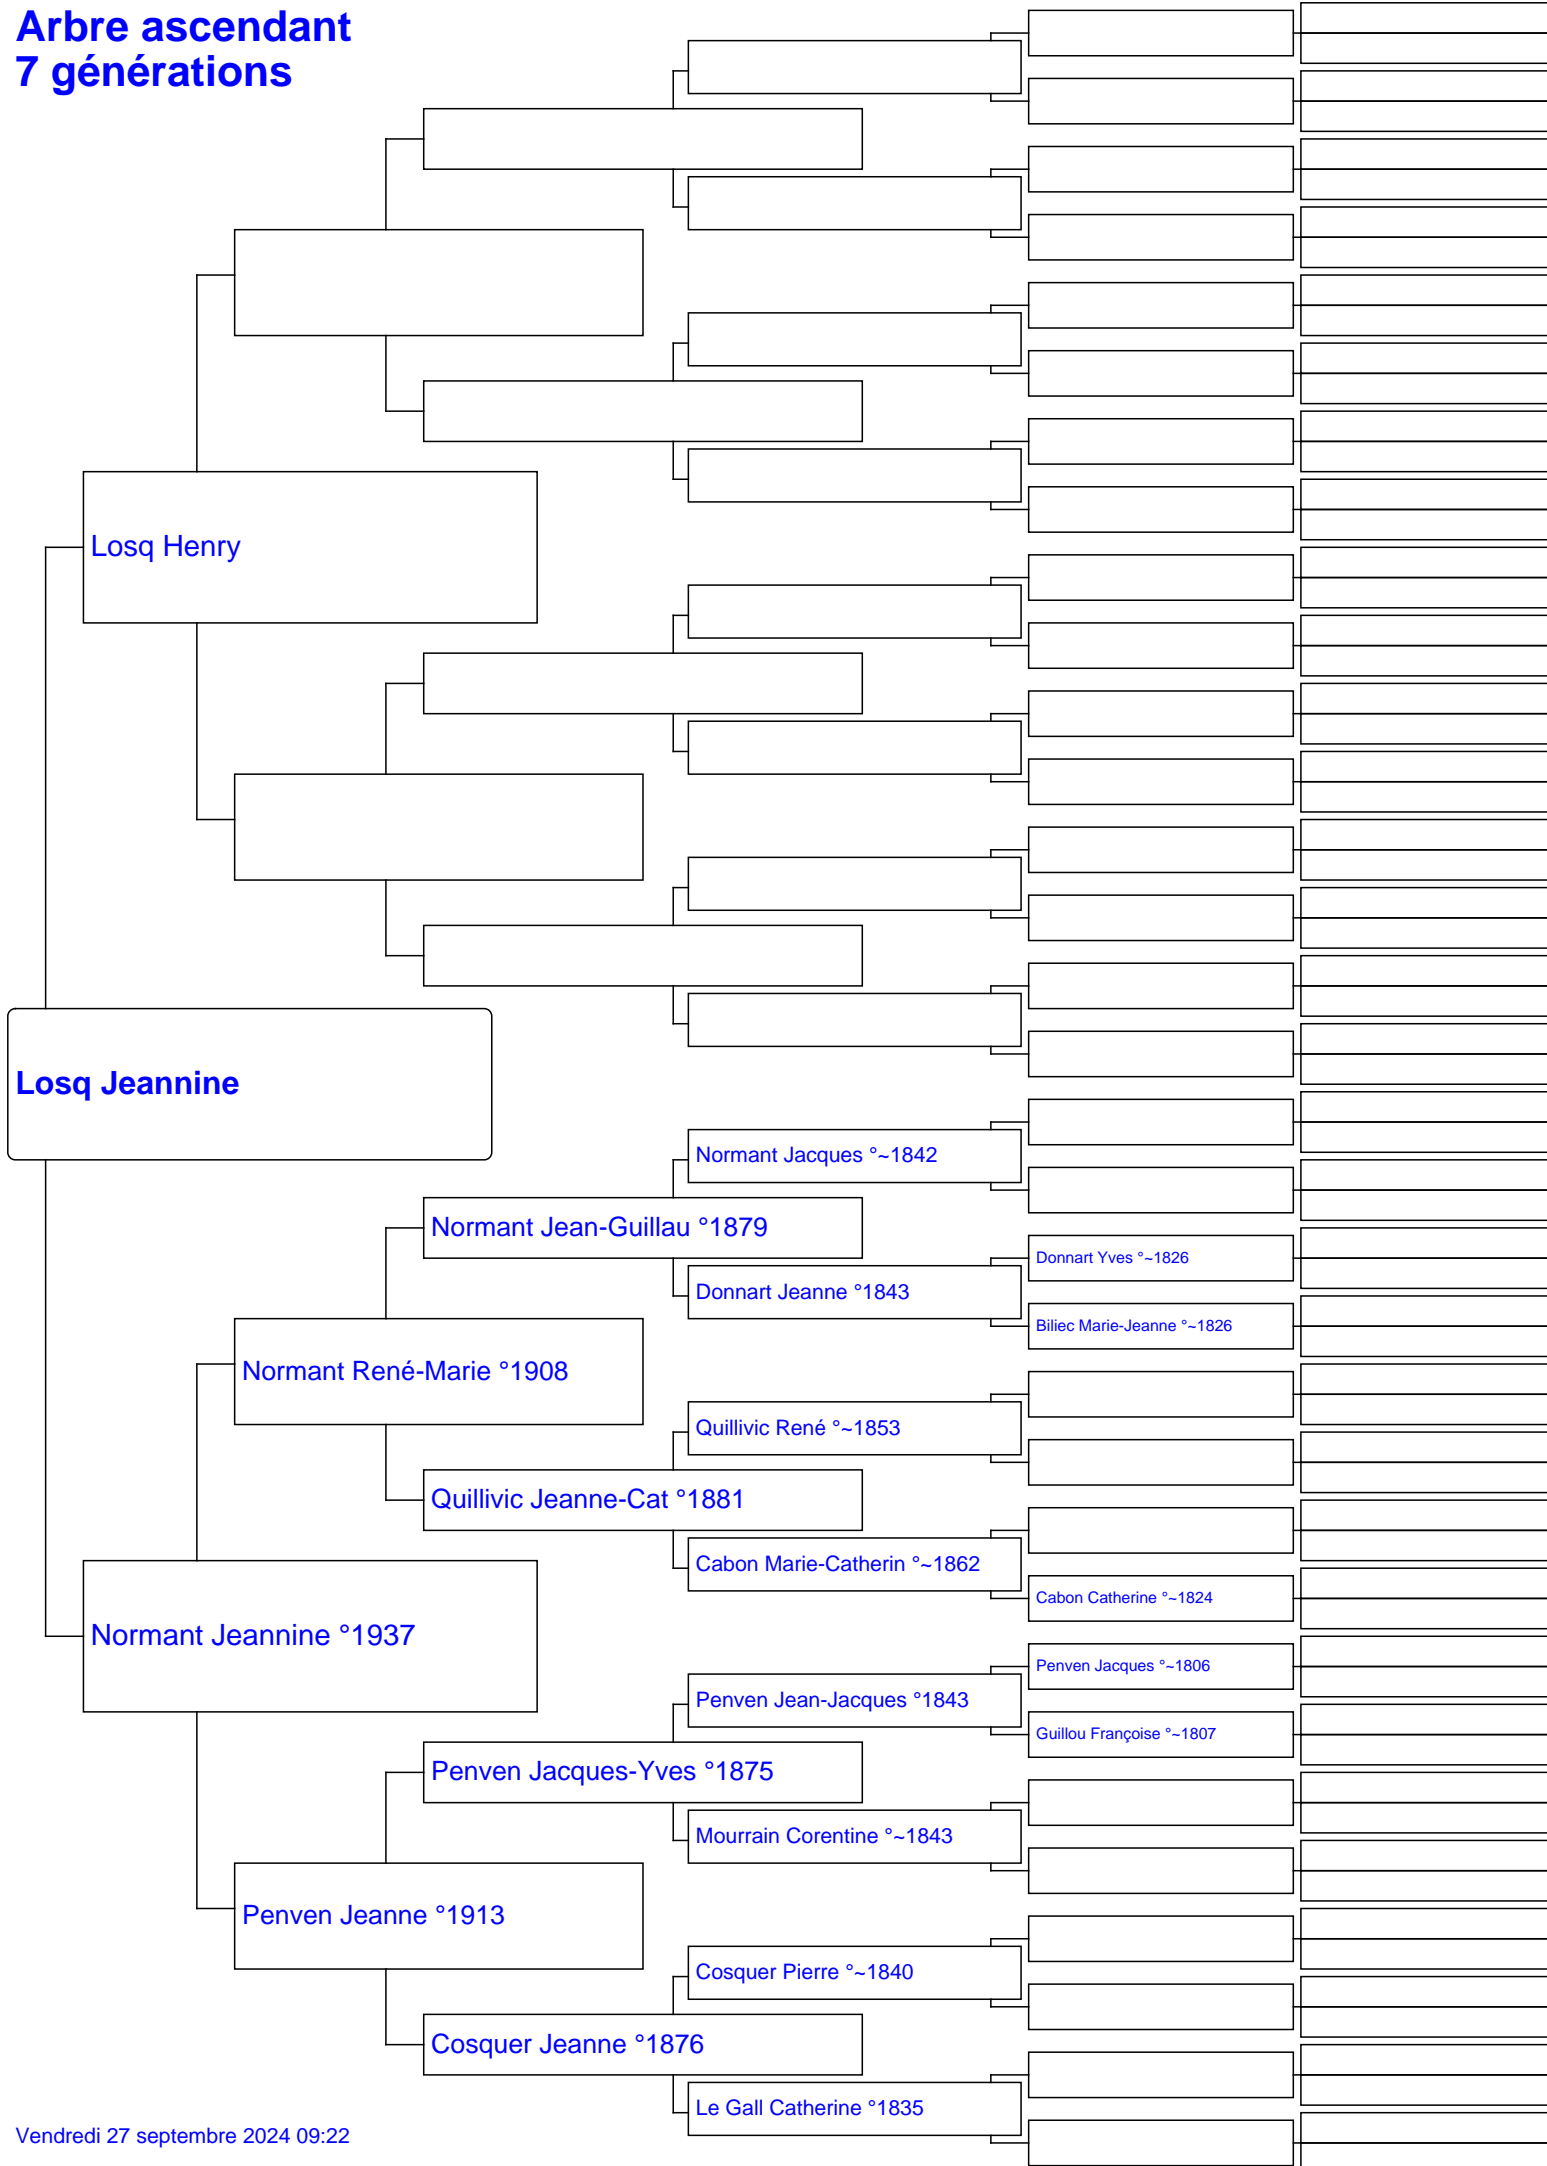 Arbre ascendant
7 générations
Losq Henry
Losq Jeannine
Normant Jacques °~1842
Normant Jean-Guillau °1879
Donnart Yves °~1826
Donnart Jeanne °1843
Biliec Marie-Jeanne °~1826
Normant René-Marie °1908
Quillivic René °~1853
Quillivic Jeanne-Cat °1881
Cabon Marie-Catherin °~1862
Cabon Catherine °~1824
Normant Jeannine °1937
Penven Jacques °~1806
Penven Jean-Jacques °1843
Guillou Françoise °~1807
Penven Jacques-Yves °1875
Mourrain Corentine °~1843
Penven Jeanne °1913
Cosquer Pierre °~1840
Cosquer Jeanne °1876
Le Gall Catherine °1835
Vendredi 27 septembre 2024 09:22